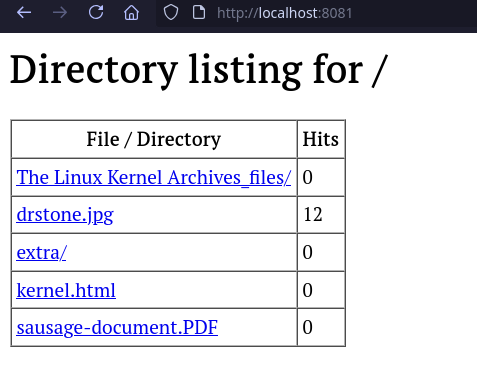 http://localhost:8081
Directory listing for /
File / Directory Hits
The Linux Kernel Archives_files/ 0
drstone.jpg 12
extra/ 0
kernel.html 0
sausage-document.PDF 0